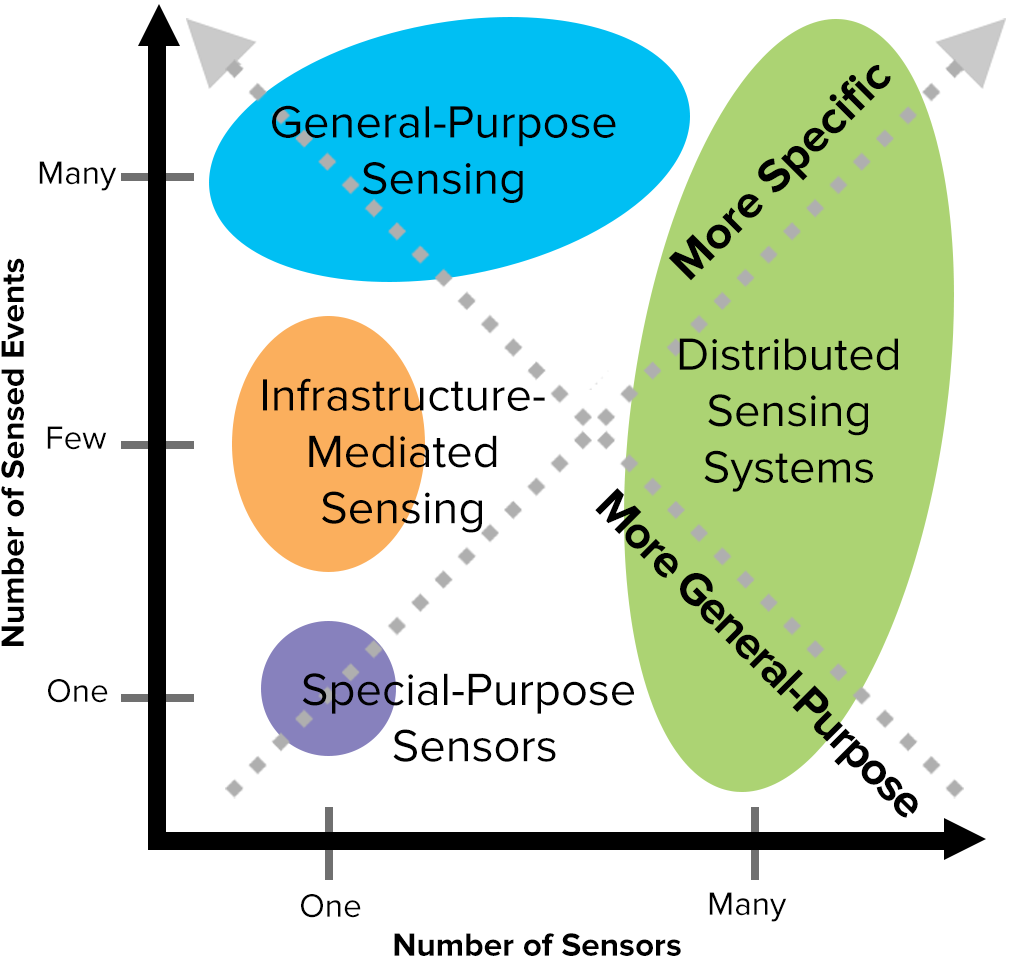 General-Purpose
Sensing
More Specific
Many
Number of Sensed Events
Infrastructure-
Mediated
Sensing
Distributed
Sensing
Systems
Few
More General-Purpose
One
Special-Purpose
Sensors
One
Many
Number of Sensors